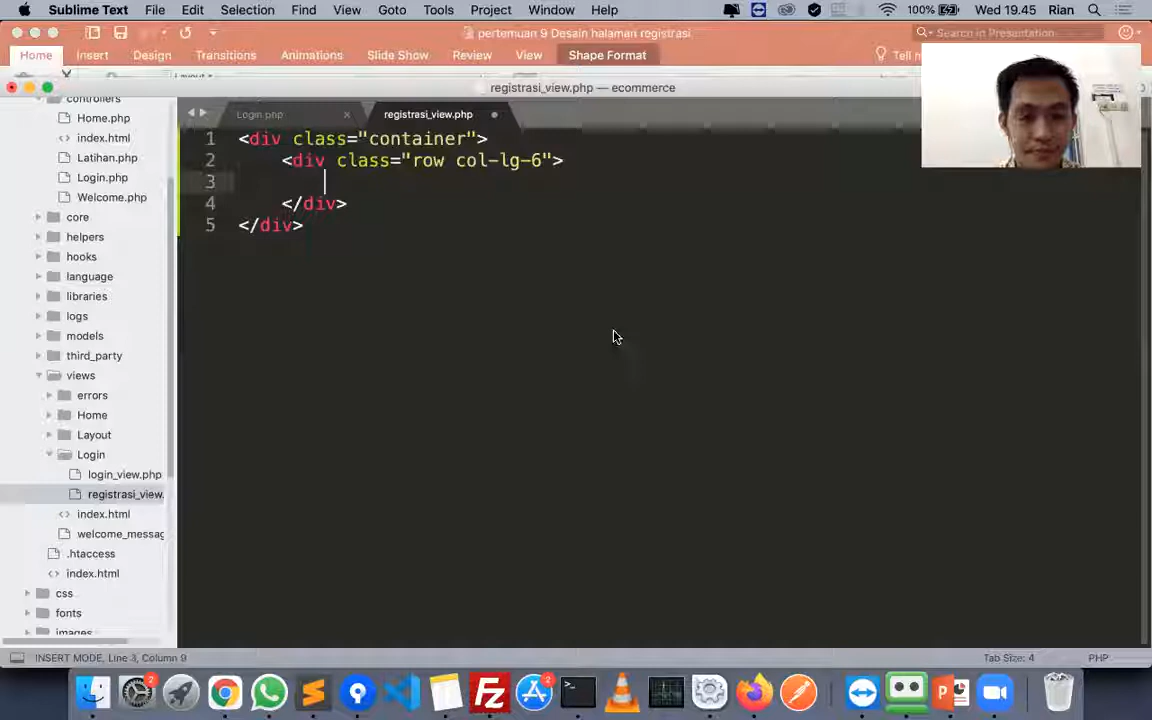 Sublime Text File Edit Selection Find View Goto Tools Project Window Help 100% Wed 19.45 Rian
pertemuan 9 Desain halaman registrasi
Search in Presentation
Home Insert Design Transitions Animations Slide Show Review View Shape Format
registrasi_view.php — ecommerce
controllers
Home.php
index.html
Latihan.php
Login.php
Welcome.php
core
helpers
hooks
language
libraries
logs
models
third_party
views
errors
Home
Layout
Login
login_view.php
registrasi_view.
index.html
welcome_messag
.htaccess
index.html
css
fonts
images
Login.php
registrasi_view.php
1 <div class="container">
2 <div class="row col-lg-6">
3
4 </div>
5 </div>
INSERT MODE, Line 3, Column 9
Tab Size: 4 PHP
2
2